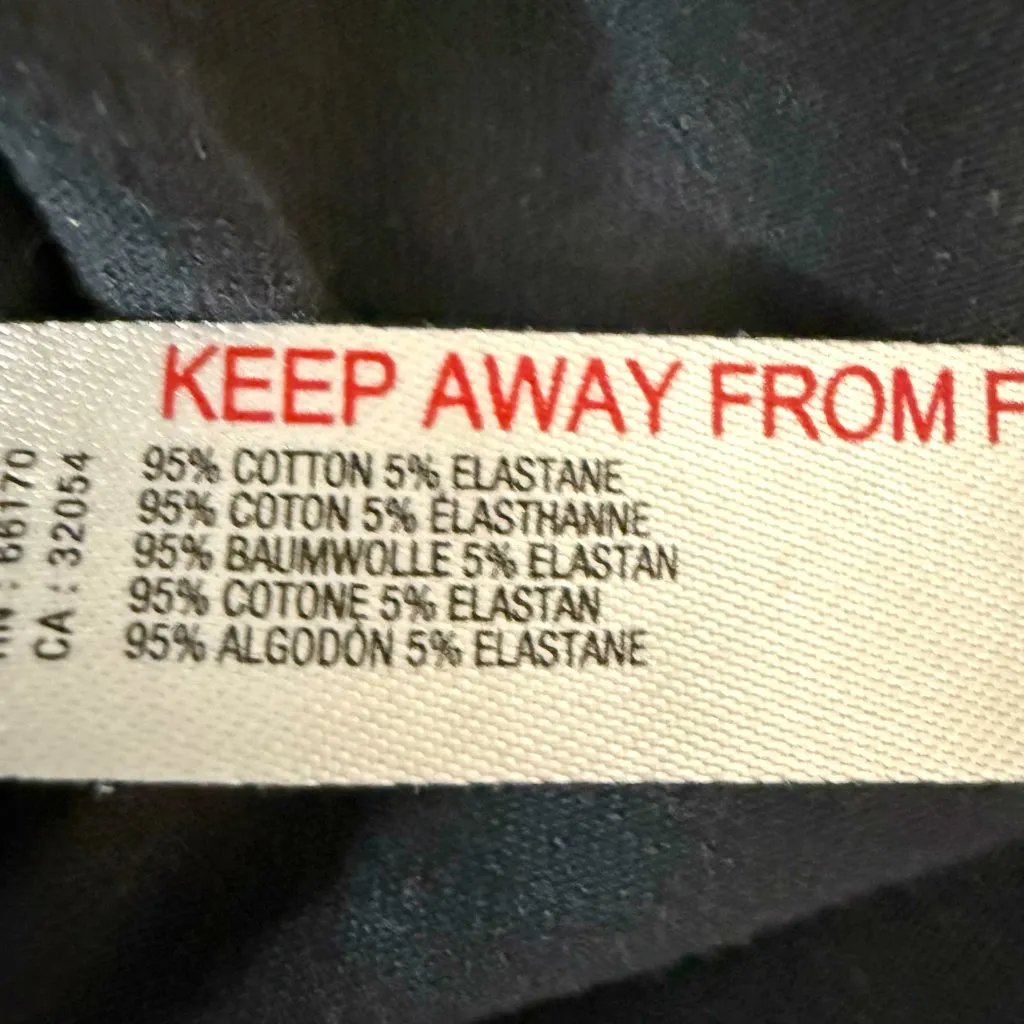 KEEP AWAY FROM F
95% COTTON 5% ELASTANE
95% COTON 5% ÉLASTHANNE
95% BAUMWOLLE 5% ELASTAN
95% COTONE 5% ELASTAN
95% ALGODÓN 5% ELASTANE
CA : 32054